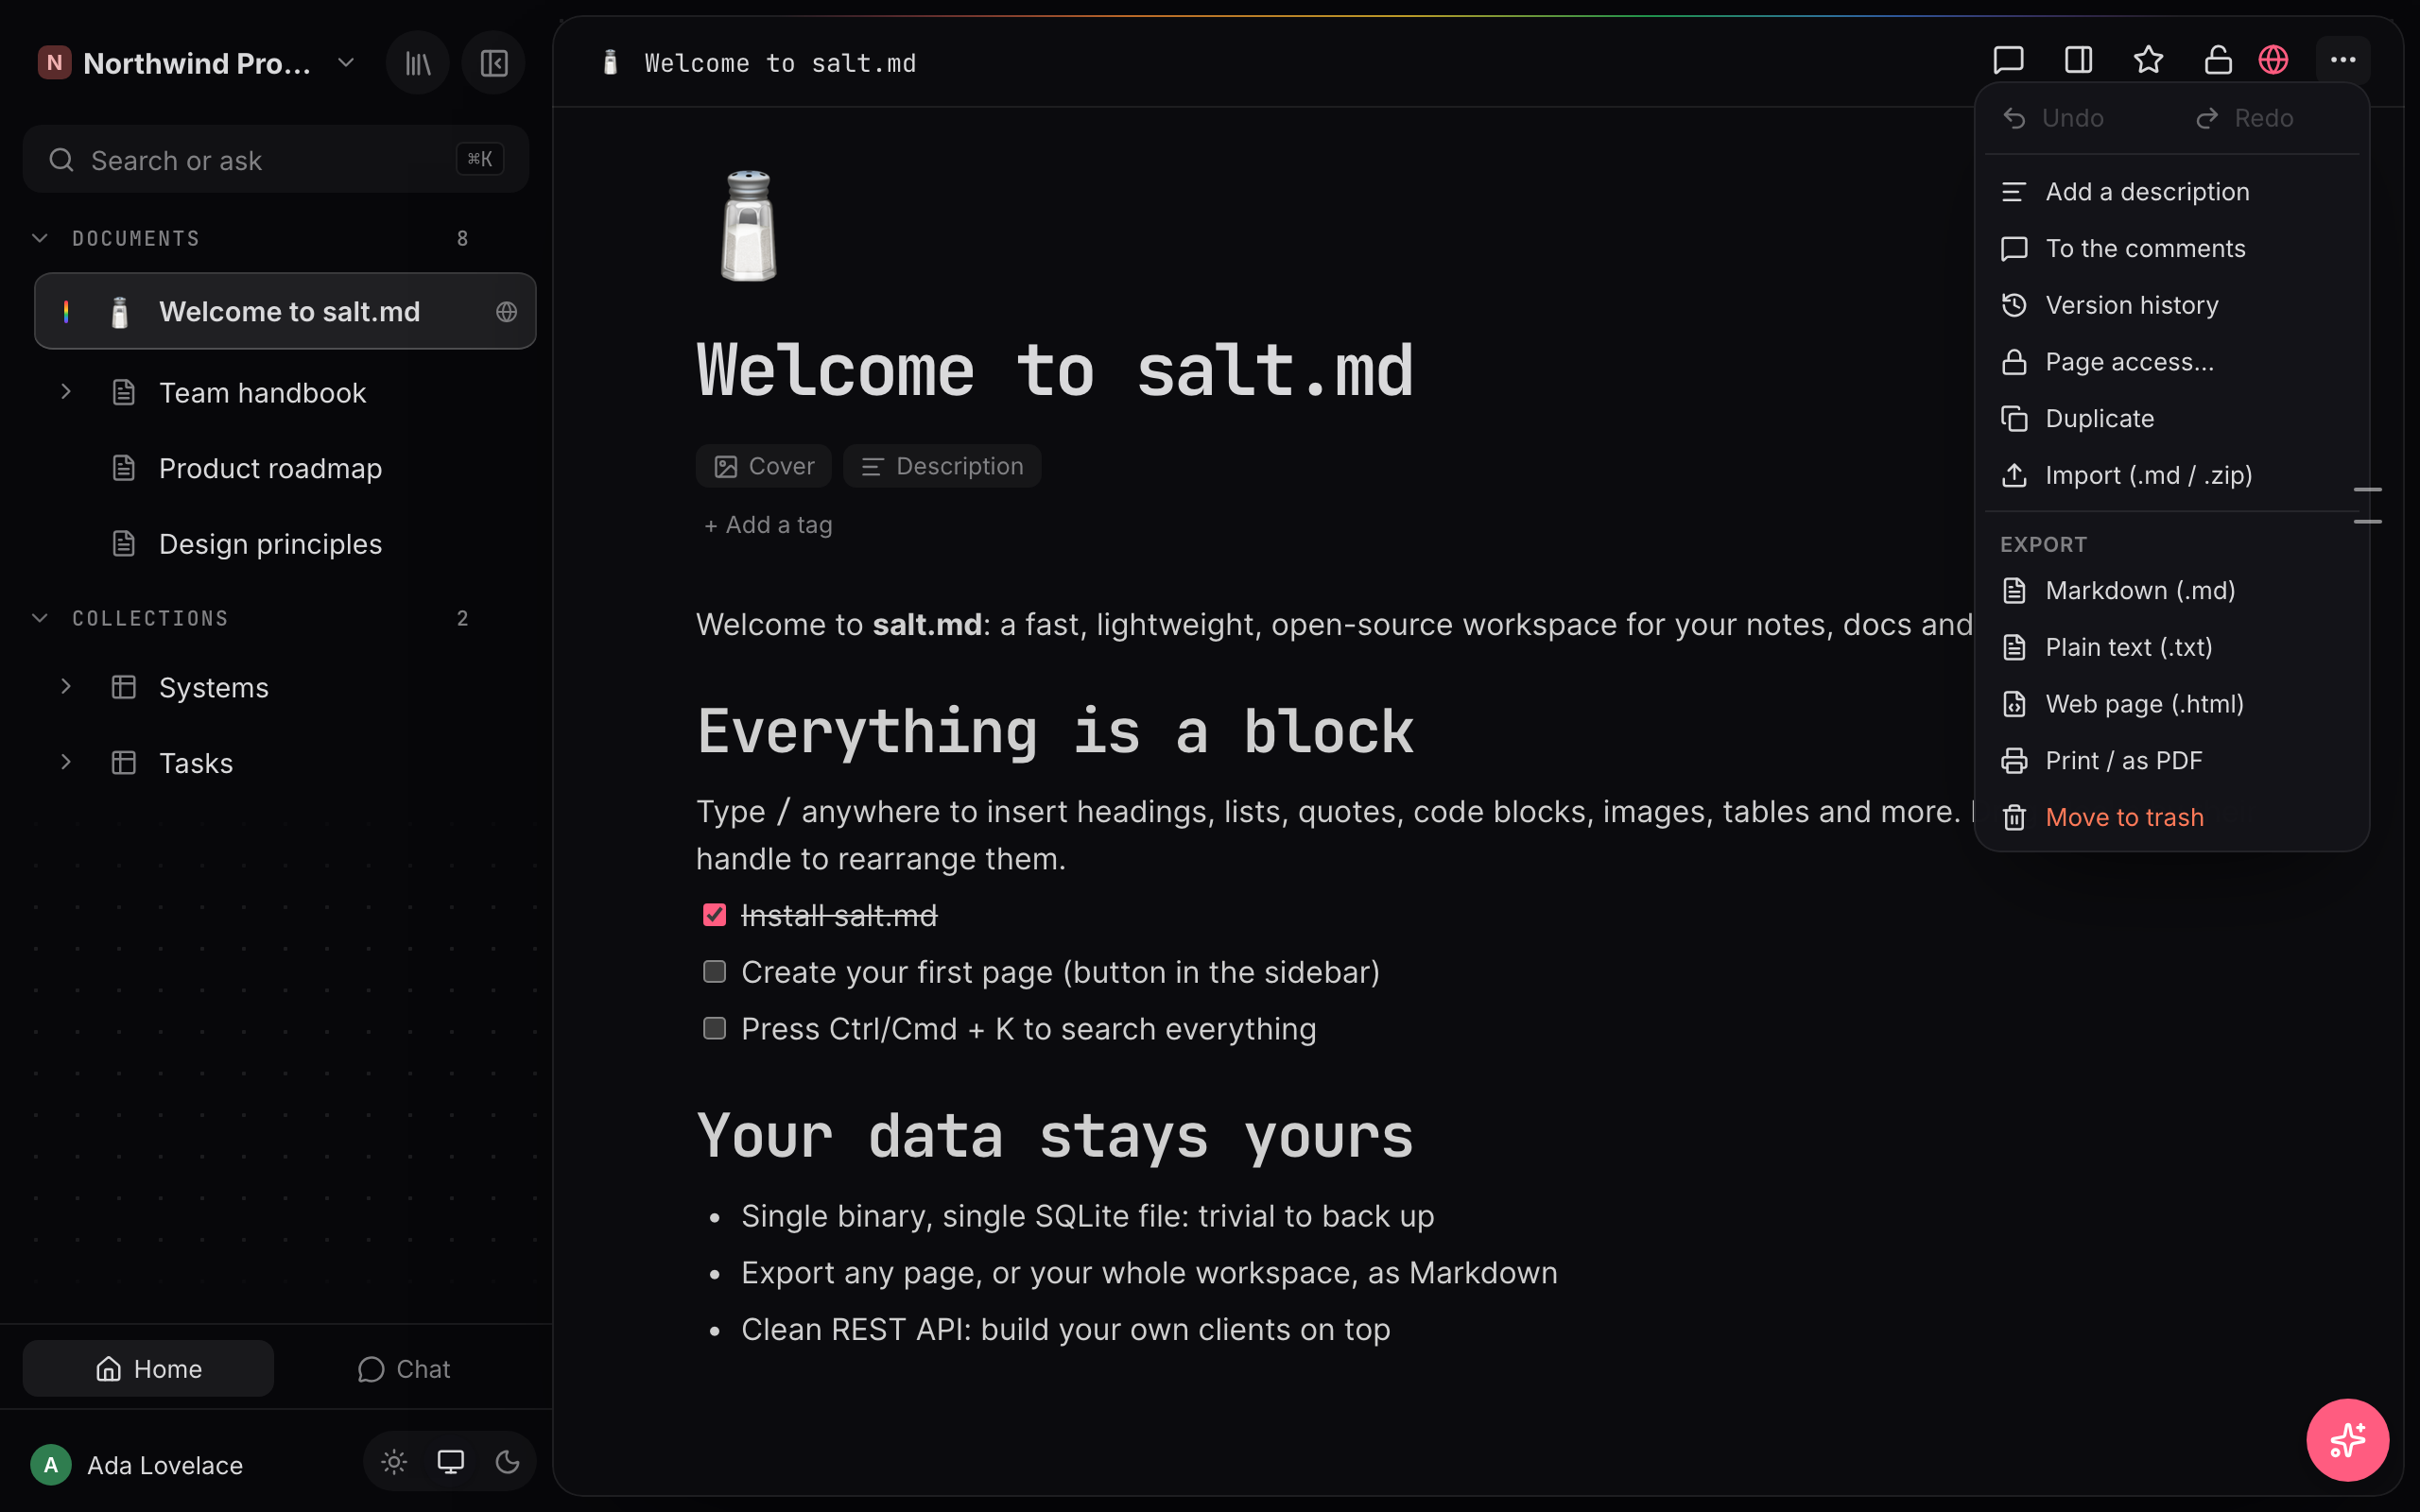 N Northwind Pro...
Search or ask
⌘K
DOCUMENTS 8
Welcome to salt.md
Team handbook
Product roadmap
Design principles
COLLECTIONS 2
Systems
Tasks
Home
Chat
A Ada Lovelace
Welcome to salt.md
Welcome to salt.md
Cover
Description
+ Add a tag
Welcome to salt.md: a fast, lightweight, open-source workspace for your notes, docs and
Everything is a block
Type / anywhere to insert headings, lists, quotes, code blocks, images, tables and more.
handle to rearrange them.
Install salt.md
Create your first page (button in the sidebar)
Press Ctrl/Cmd + K to search everything
Your data stays yours
• Single binary, single SQLite file: trivial to back up
• Export any page, or your whole workspace, as Markdown
• Clean REST API: build your own clients on top
Undo
Redo
Add a description
To the comments
Version history
Page access...
Duplicate
Import (.md / .zip)
EXPORT
Markdown (.md)
Plain text (.txt)
Web page (.html)
Print / as PDF
Move to trash